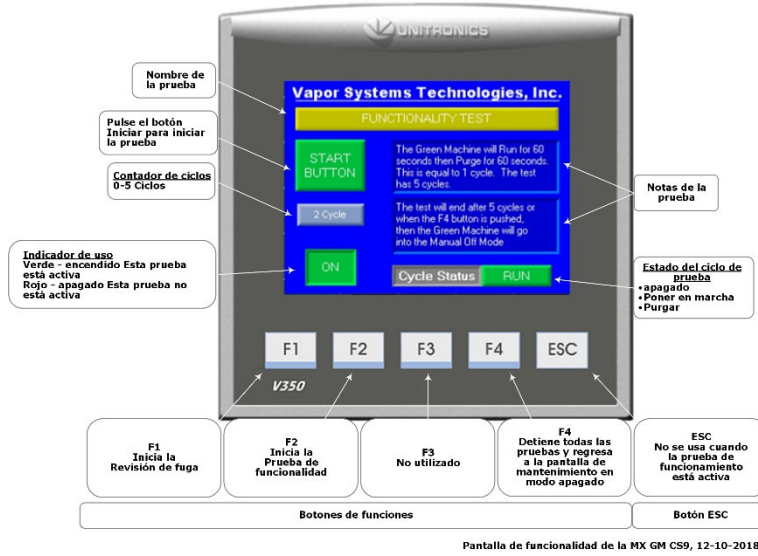 UNITRONICS
Nombre de
la prueba
Vapor Systems Technologies, Inc.
FUNCTIONALITY TEST
Pulse el botón
Iniciar para iniciar
la prueba
START
BUTTON
The Green Machine will Run for 60
seconds then Purge for 60 seconds.
This is equal to 1 cycle. The test
has 5 cycles.
Contador de ciclos
0-5 Ciclos
2 Cycle
The test will end after 5 cycles or
when the F4 button is pushed,
then the Green Machine will go
into the Manual Off Mode
Notas de la
prueba
Indicador de uso
Verde - encendido Esta prueba
está activa
Rojo - apagado Esta prueba no
está activa
ON
Cycle Status
RUN
Estado del ciclo de
prueba
•apagado
•Poner en marcha
•Purgar
F1
F2
F3
F4
ESC
V350
F1
Inicia la
Revisión de fuga
F2
Inicia la
Prueba de
funcionalidad
F3
No utilizado
F4
Detiene todas las
pruebas y regresa
a la pantalla de
mantenimiento en
modo apagado
ESC
No se usa cuando
la prueba de
funcionamiento
está activa
Botones de funciones
Botón ESC
Pantalla de funcionalidad de la MX GM CS9, 12-10-2018